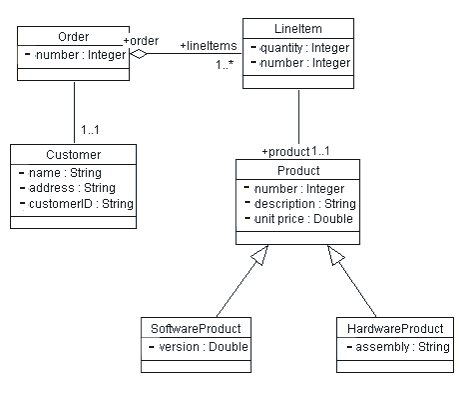 Order
- number : Integer
+order
+lineItems
1..*
LineItem
- quantity : Integer
- number : Integer
1..1
Customer
- name : String
- address : String
- customerID : String
+product 1..1
Product
- number : Integer
- description : String
- unit price : Double
SoftwareProduct
- version : Double
HardwareProduct
- assembly : String